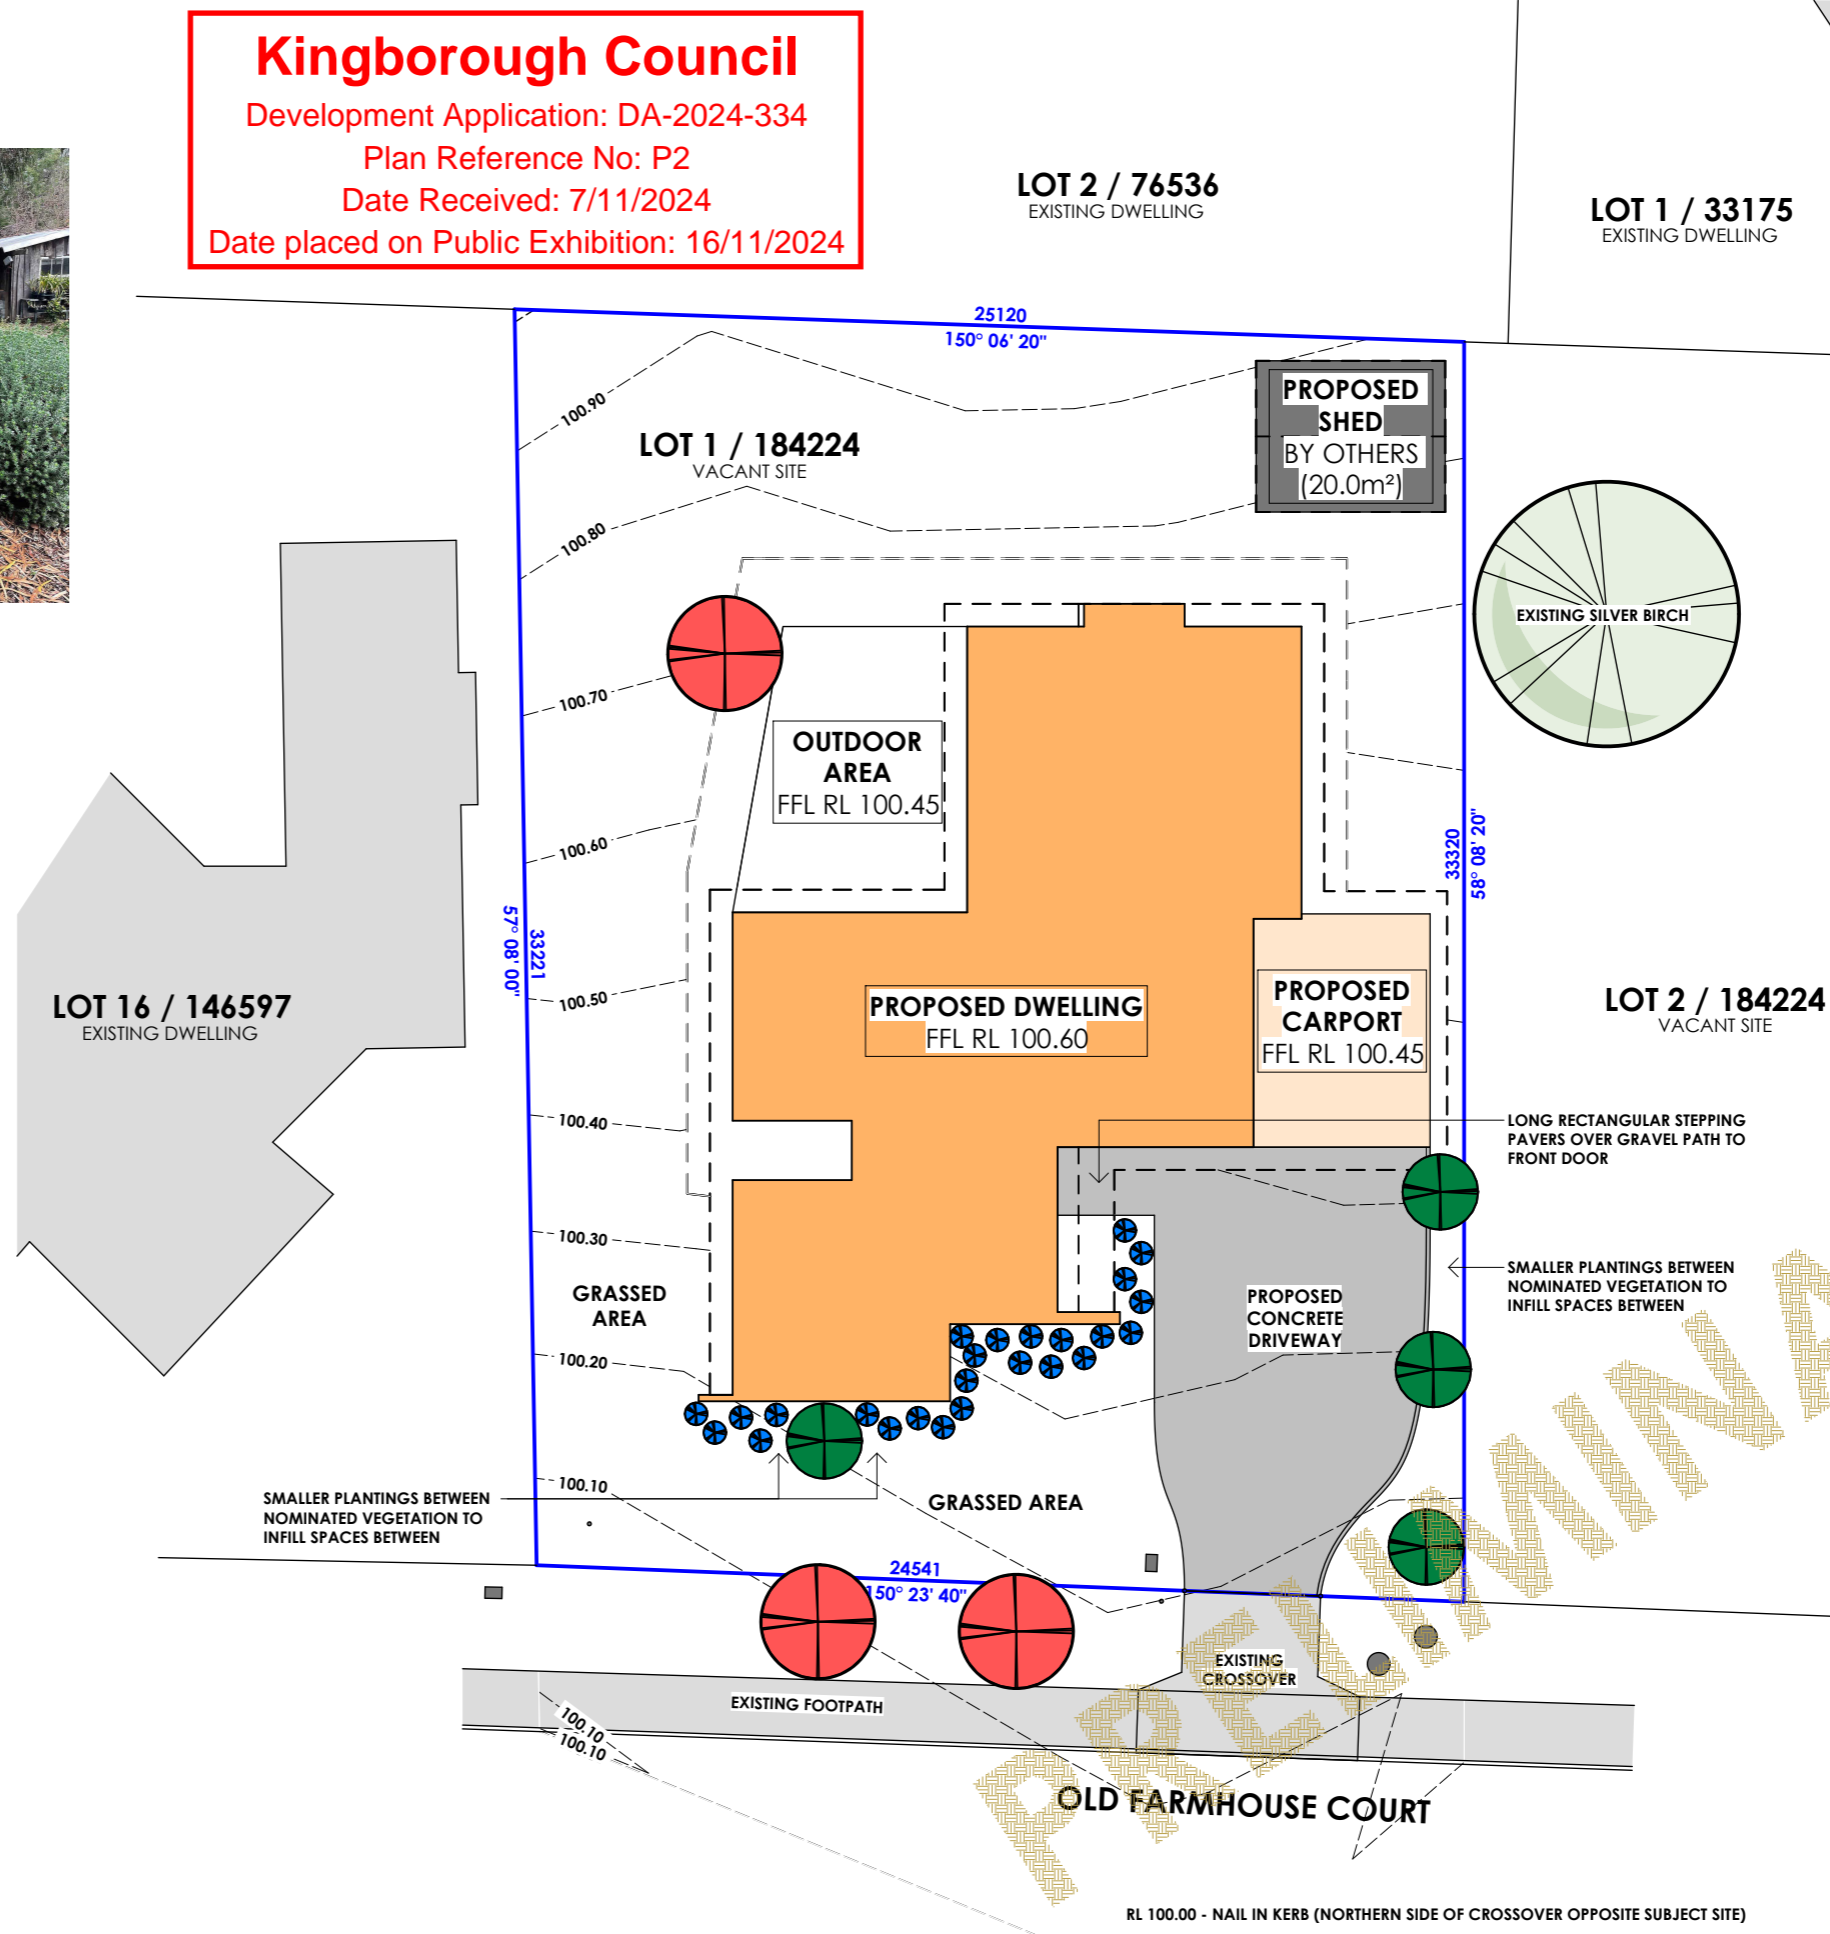 Kingborough Council
Development Application: DA-2024-334
Plan Reference No: P2
Date Received: 7/11/2024
Date placed on Public Exhibition: 16/11/2024
LOT 2 / 76536
EXISTING DWELLING
LOT 1 / 33175
EXISTING DWELLING
25120
150° 06' 20"
100.90
PROPOSED
SHED
BY OTHERS
(20.0m²)
LOT 1 / 184224
VACANT SITE
100.80
EXISTING SILVER BIRCH
100.70
OUTDOOR
AREA
FFL RL 100.45
100.60
33320
58° 08' 20"
33221
57° 08' 00"
100.50
LOT 16 / 146597
EXISTING DWELLING
PROPOSED DWELLING
FFL RL 100.60
PROPOSED
CARPORT
FFL RL 100.45
LOT 2 / 184224
VACANT SITE
100.40
LONG RECTANGULAR STEPPING
PAVERS OVER GRAVEL PATH TO
FRONT DOOR
100.30
SMALLER PLANTINGS BETWEEN
NOMINATED VEGETATION TO
INFILL SPACES BETWEEN
GRASSED
AREA
PROPOSED
CONCRETE
DRIVEWAY
100.20
100.10
SMALLER PLANTINGS BETWEEN
NOMINATED VEGETATION TO
INFILL SPACES BETWEEN
GRASSED AREA
24541
150° 23' 40"
EXISTING
CROSSOVER
EXISTING FOOTPATH
100.10
100.10
OLD FARMHOUSE COURT
PRELIMINA
RL 100.00 - NAIL IN KERB (NORTHERN SIDE OF CROSSOVER OPPOSITE SUBJECT SITE)